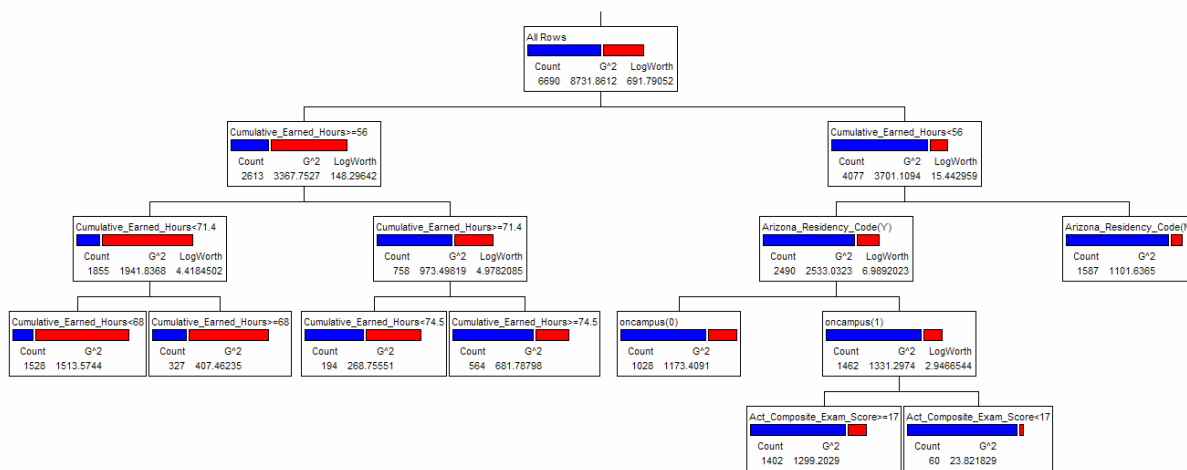 All Rows
Count G^2 LogWorth
6690 8731.8612 691.79052
Cumulative_Earned_Hours>=56
Count G^2 LogWorth
2613 3367.7527 148.29642
Cumulative_Earned_Hours<56
Count G^2 LogWorth
4077 3701.1094 15.442959
Cumulative_Earned_Hours<71.4
Count G^2 LogWorth
1855 1941.8368 4.4184502
Cumulative_Earned_Hours>=71.4
Count G^2 LogWorth
758 973.49819 4.9782085
Arizona_Residency_Code(Y)
Count G^2 LogWorth
2490 2533.0323 6.9892023
Arizona_Residency_Code(
Count G^2
1587 1101.6365
Cumulative_Earned_Hours<68
Count G^2
1528 1513.5744
Cumulative_Earned_Hours>=68
Count G^2
327 407.46235
Cumulative_Earned_Hours<74.5
Count G^2
194 268.75551
Cumulative_Earned_Hours>=74.5
Count G^2
564 681.78798
oncampus(0)
Count G^2
1028 1173.4091
oncampus(1)
Count G^2 LogWorth
1462 1331.2974 2.9466544
Act_Composite_Exam_Score>=17
Count G^2
1402 1299.2029
Act_Composite_Exam_Score<17
Count G^2
60 23.821829